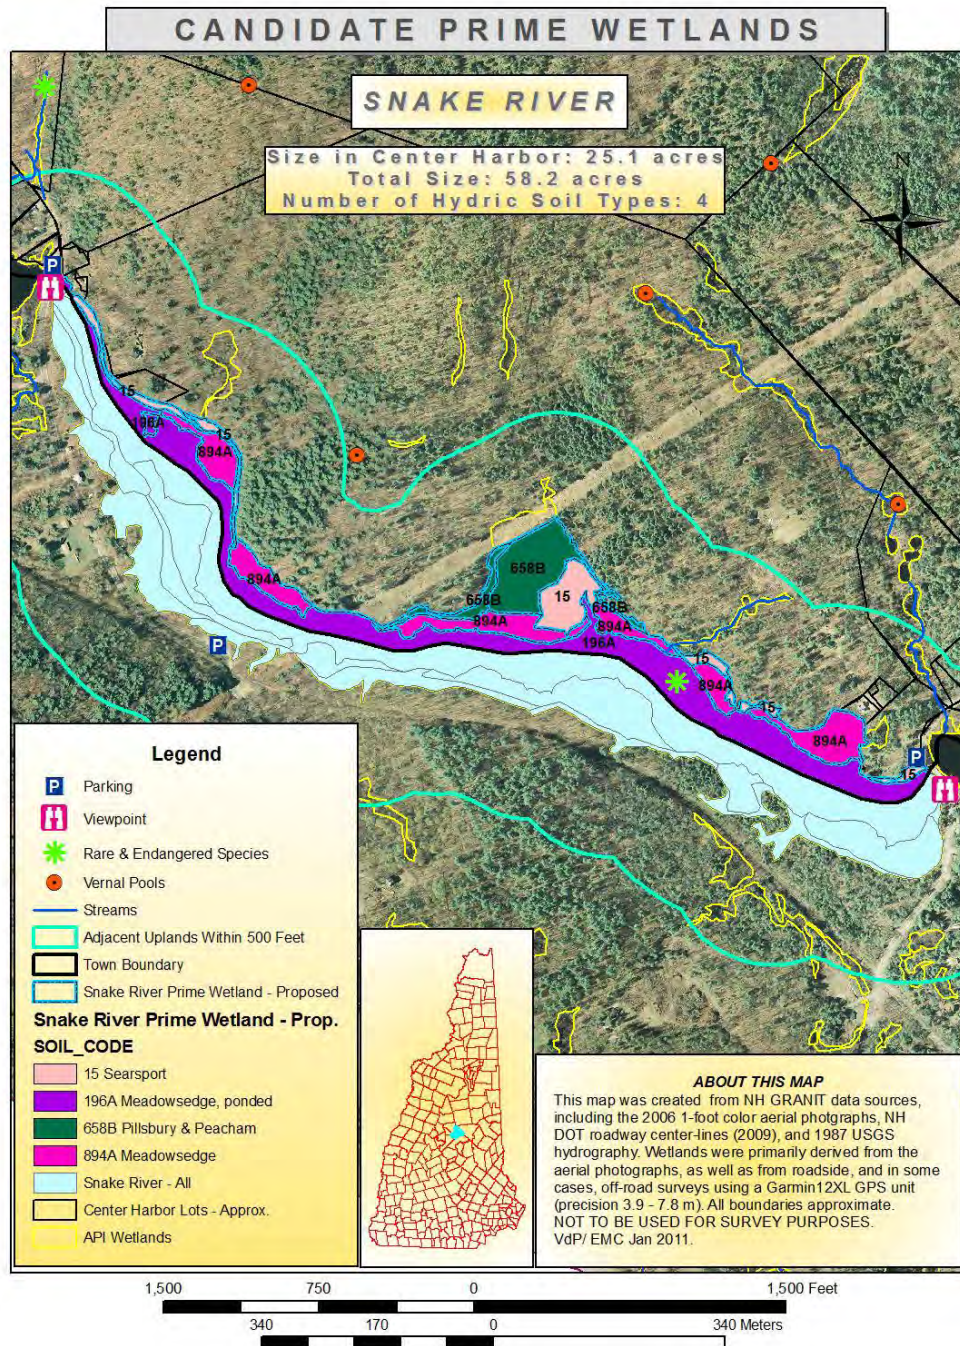 CANDIDATE PRIME WETLANDS
SNAKE RIVER
Size in Center Harbor: 25.1 acres
Total Size: 58.2 acres
Number of Hydric Soil Types: 4
N
P
15
196A
15
894A
894A
658B
658B
15
658B
894A
894A
196A
P
15
894A
15
894A
P
15
Legend
P Parking
Viewpoint
Rare & Endangered Species
Vernal Pools
Streams
Adjacent Uplands Within 500 Feet
Town Boundary
Snake River Prime Wetland - Proposed
Snake River Prime Wetland - Prop.
SOIL_CODE
15 Searsport
196A Meadowsedge, ponded
658B Pillsbury & Peacham
894A Meadowsedge
Snake River - All
Center Harbor Lots - Approx.
API Wetlands
ABOUT THIS MAP
This map was created from NH GRANIT data sources,
including the 2006 1-foot color aerial photgraphs, NH
DOT roadway center-lines (2009), and 1987 USGS
hydrography. Wetlands were primarily derived from the
aerial photographs, as well as from roadside, and in some
cases, off-road surveys using a Garmin12XL GPS unit
(precision 3.9 - 7.8 m). All boundaries approximate.
NOT TO BE USED FOR SURVEY PURPOSES.
VdP/ EMC Jan 2011.
1,500 750 0 1,500 Feet
340 170 0 340 Meters